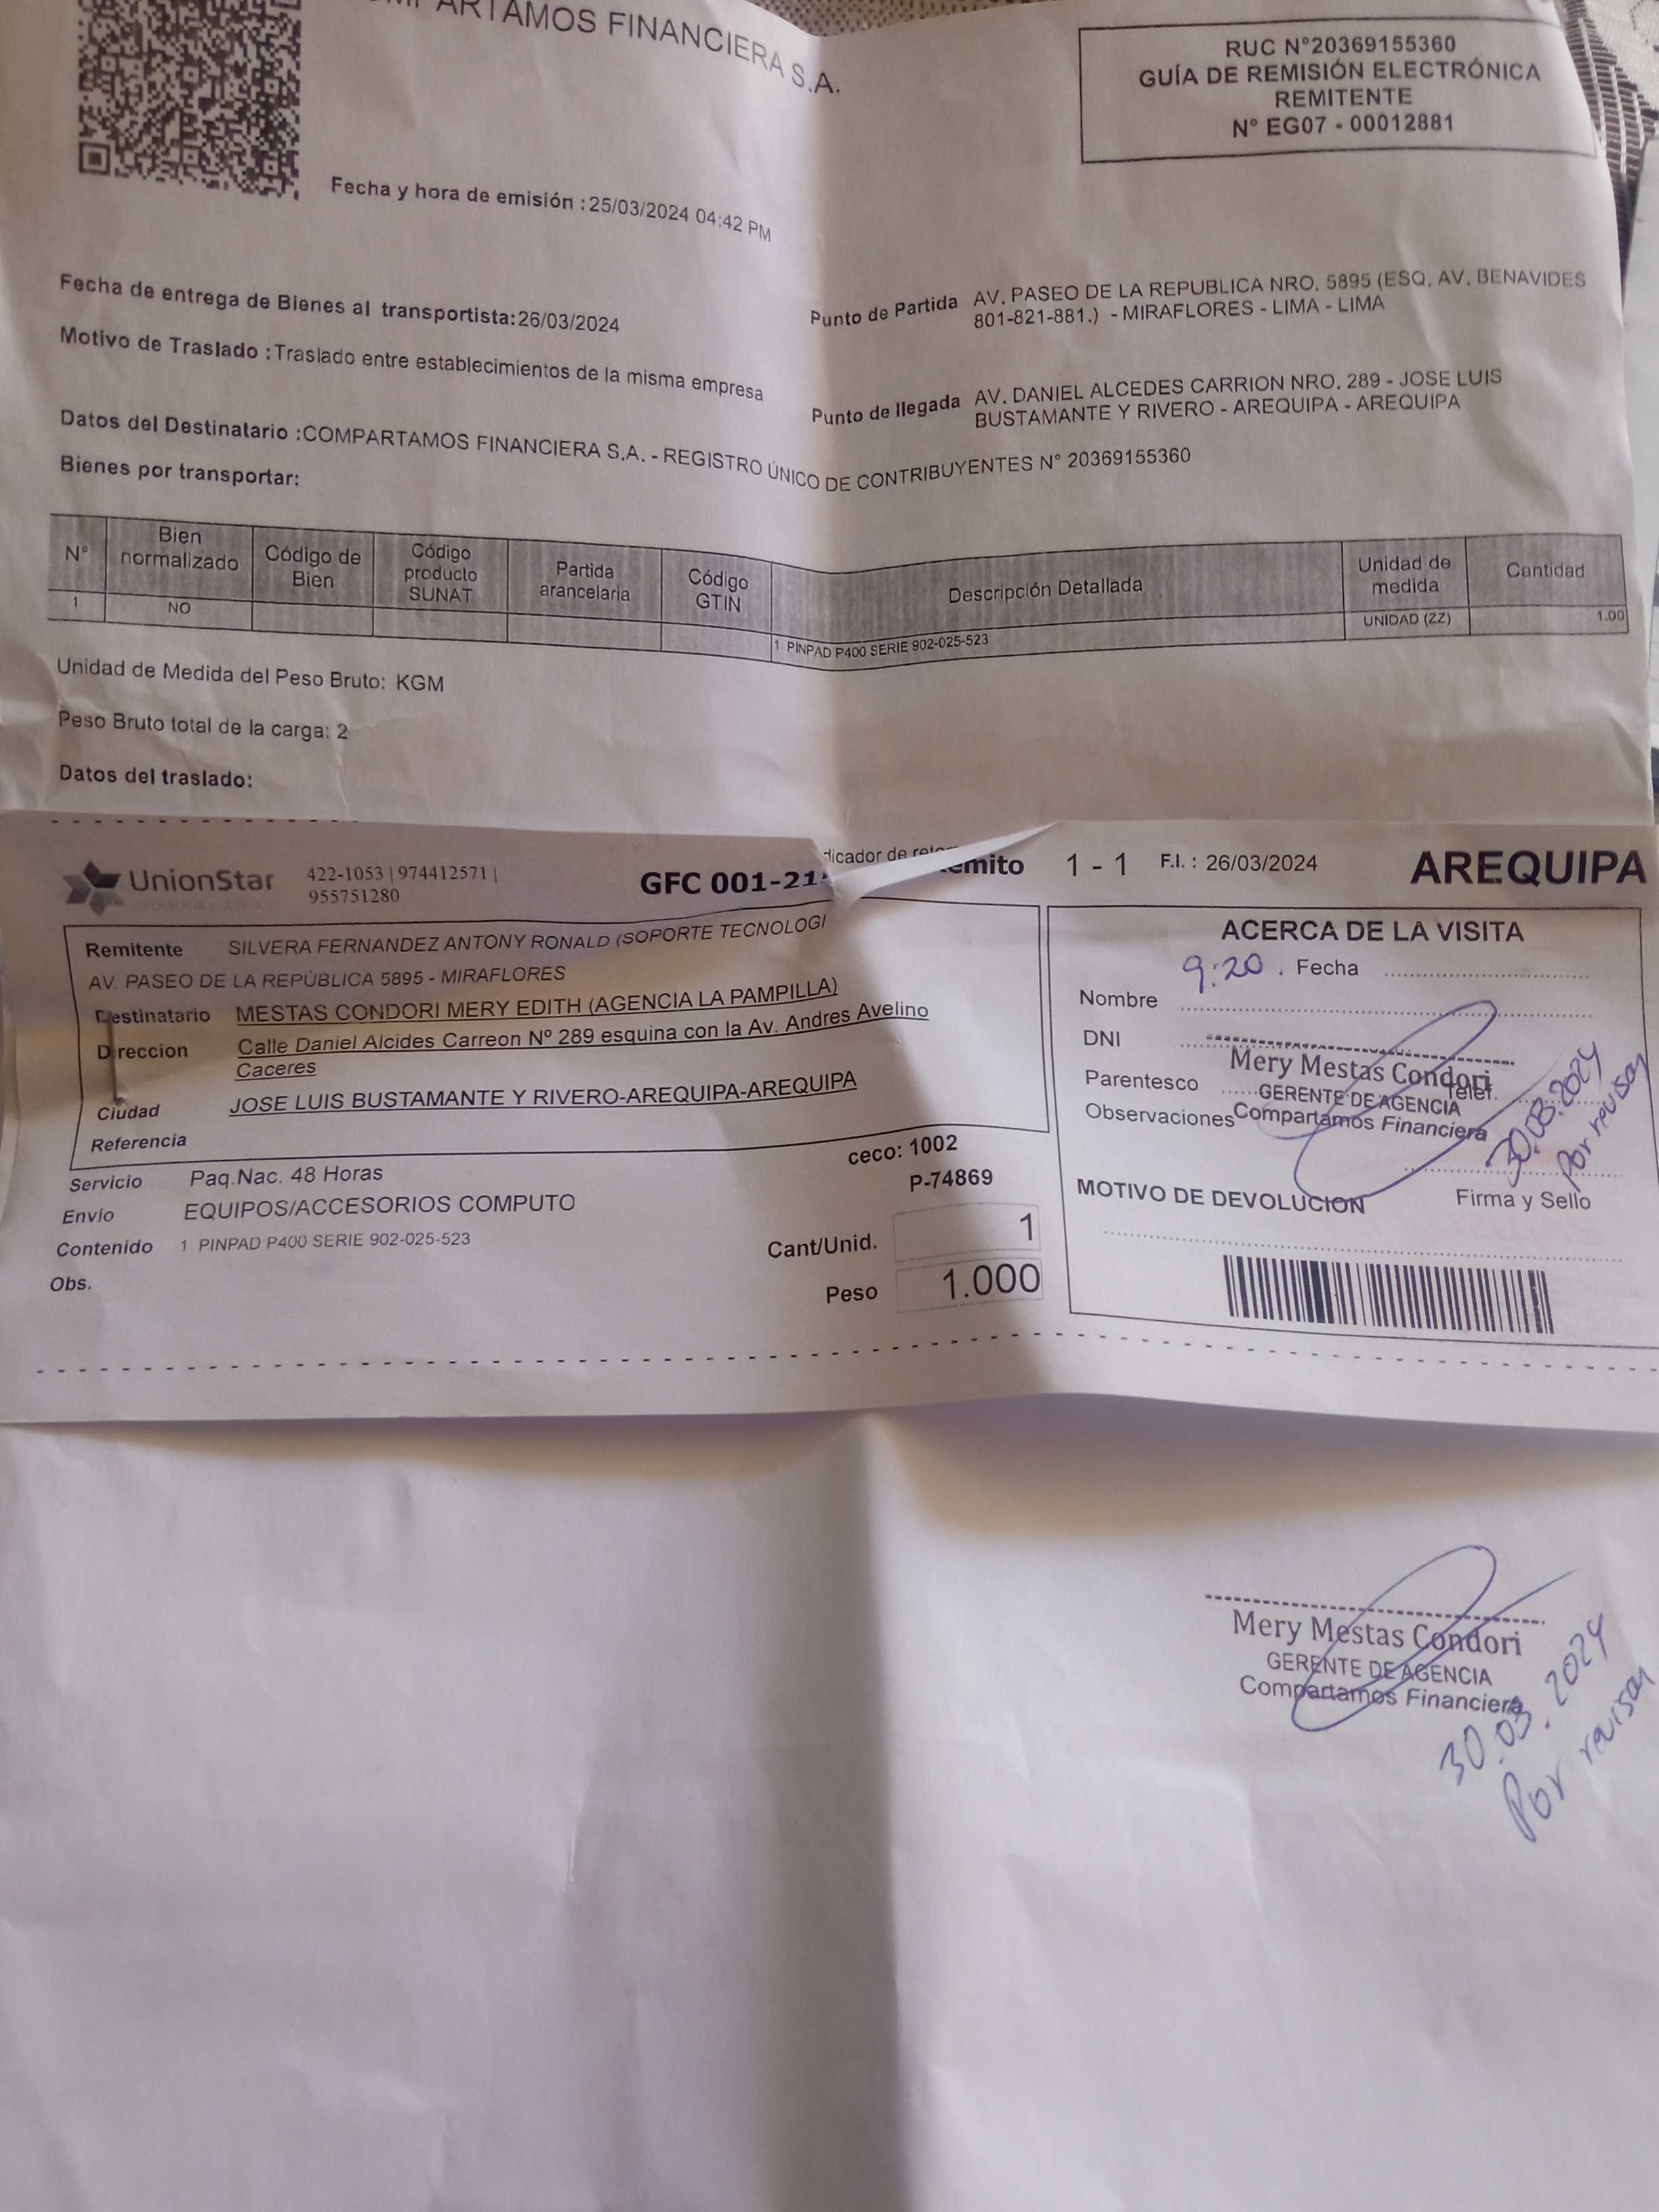 COMPARTAMOS FINANCIERA S.A.
RUC N°20369155360
GUÍA DE REMISIÓN ELECTRÓNICA
REMITENTE
N° EG07 - 00012881
Fecha y hora de emisión : 25/03/2024 04:42 PM
Fecha de entrega de Bienes al transportista:26/03/2024
Motivo de Traslado : Traslado entre establecimientos de la misma empresa
Punto de Partida AV. PASEO DE LA REPUBLICA NRO. 5895 (ESQ. AV. BENAVIDES
801-821-881.) - MIRAFLORES - LIMA - LIMA
Punto de llegada AV. DANIEL ALCEDES CARRION NRO. 289 - JOSE LUIS
BUSTAMANTE Y RIVERO - AREQUIPA - AREQUIPA
Datos del Destinatario :COMPARTAMOS FINANCIERA S.A. - REGISTRO ÚNICO DE CONTRIBUYENTES N° 20369155360
Bienes por transportar:
N° Bien normalizado Código de Bien Código producto SUNAT Partida arancelaria Código GTIN Descripción Detallada Unidad de medida Cantidad
1 NO 1 PINPAD P400 SERIE 902-025-523 UNIDAD (ZZ) 1.00
Unidad de Medida del Peso Bruto: KGM
Peso Bruto total de la carga: 2
Datos del traslado:
dicador de
UnionStar 422-1053 | 974412571 |
955751280
GFC 001-21 emito 1 - 1 F.I. : 26/03/2024 AREQUIPA
Remitente SILVERA FERNANDEZ ANTONY RONALD (SOPORTE TECNOLOGI
AV. PASEO DE LA REPÚBLICA 5895 - MIRAFLORES
Destinatario MESTAS CONDORI MERY EDITH (AGENCIA LA PAMPILLA)
Direccion Calle Daniel Alcides Carreon Nº 289 esquina con la Av. Andres Avelino
Caceres
Ciudad JOSE LUIS BUSTAMANTE Y RIVERO-AREQUIPA-AREQUIPA
Referencia
Servicio Paq.Nac. 48 Horas
Envío EQUIPOS/ACCESORIOS COMPUTO
Contenido 1 PINPAD P400 SERIE 902-025-523
Obs.
ceco: 1002
P-74869
Cant/Unid. 1
Peso 1.000
ACERCA DE LA VISITA
9:20 . Fecha
Nombre
DNI
Mery Mestas Condori
Parentesco Telef.
GERENTE DE AGENCIA
Observaciones Compartamos Financiera
30.03.2024
Por revisar
MOTIVO DE DEVOLUCION Firma y Sello
Mery Mestas Condori
GERENTE DE AGENCIA
Compartamos Financiera
30.03.2024
Por revisar